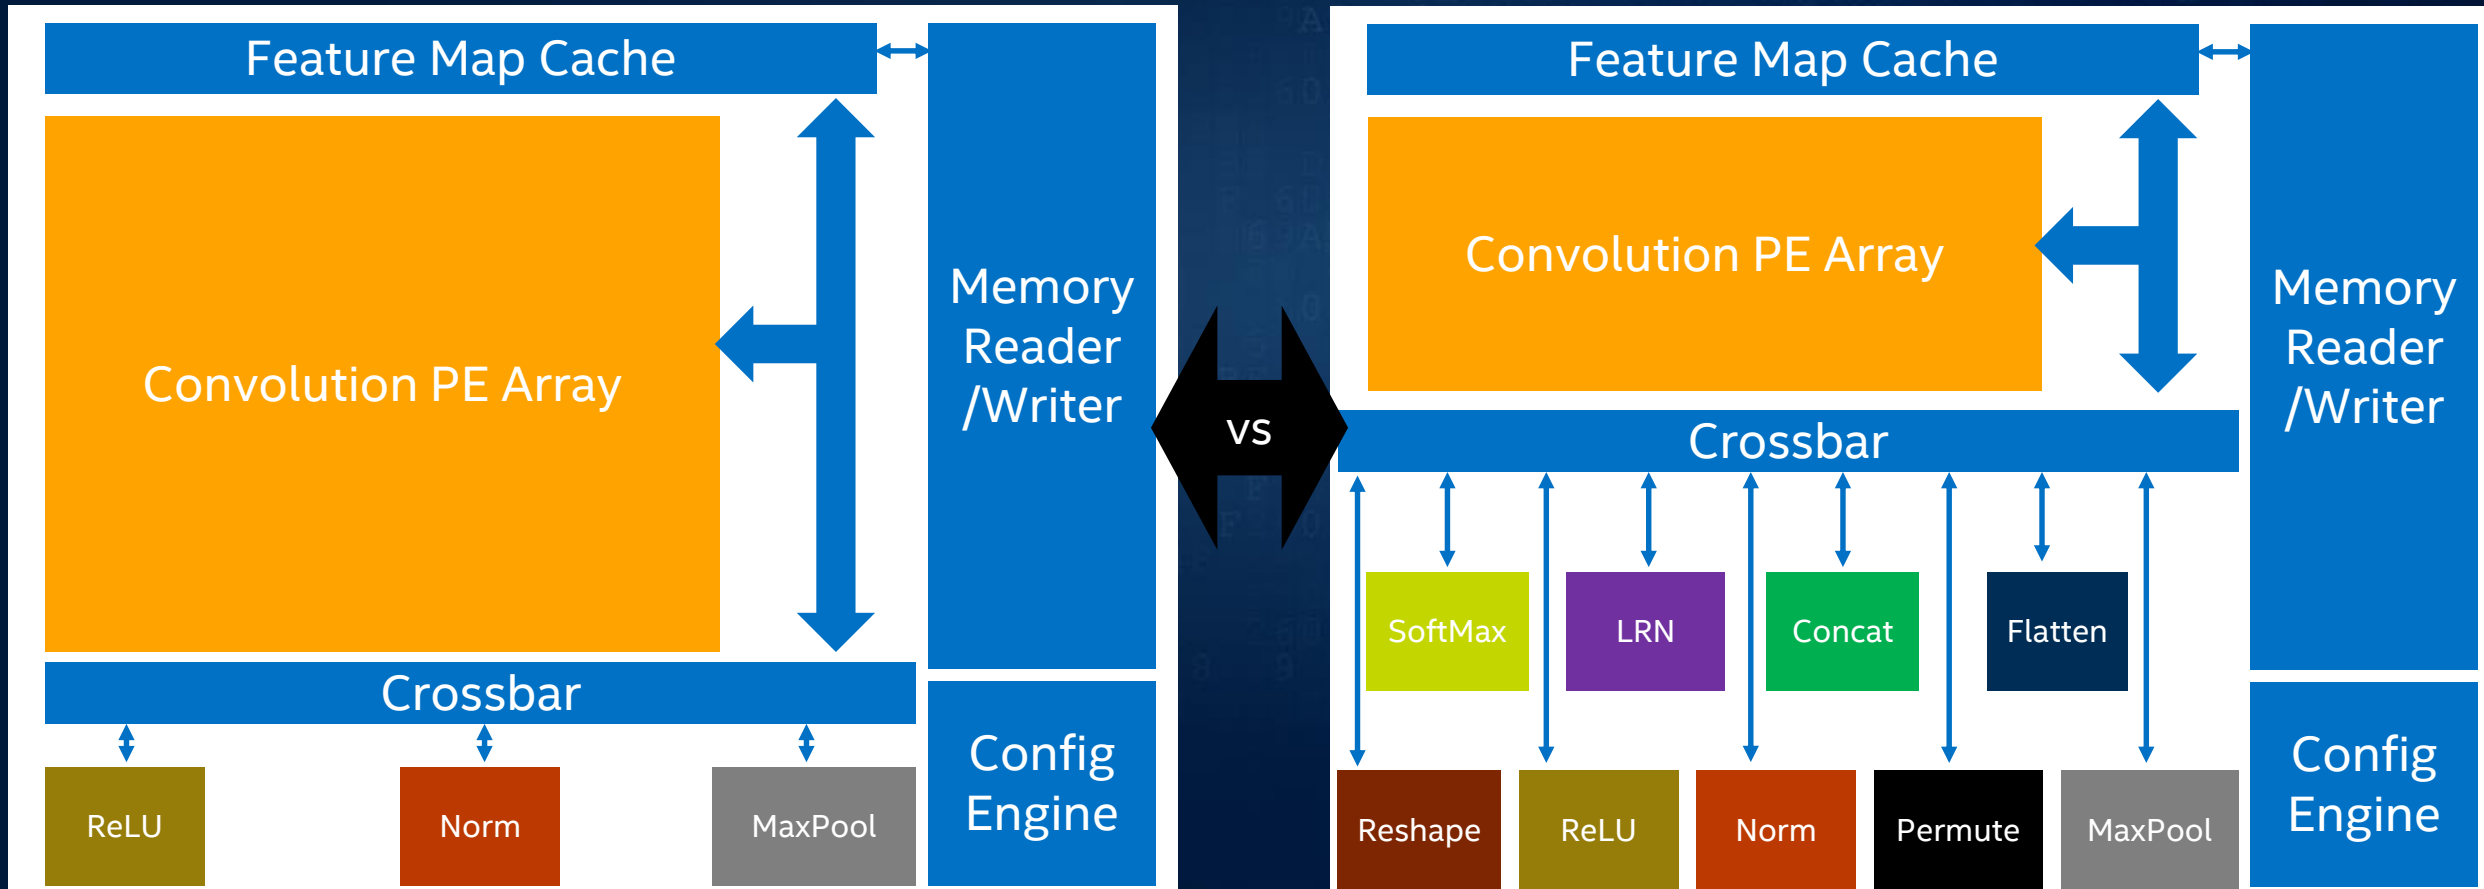 Feature Map Cache
Convolution PE Array
Memory
Reader
/Writer
Crossbar
Config
Engine
ReLU
Norm
MaxPool
vs
Feature Map Cache
Convolution PE Array
Memory
Reader
/Writer
Crossbar
SoftMax
LRN
Concat
Flatten
Config
Engine
Reshape
ReLU
Norm
Permute
MaxPool